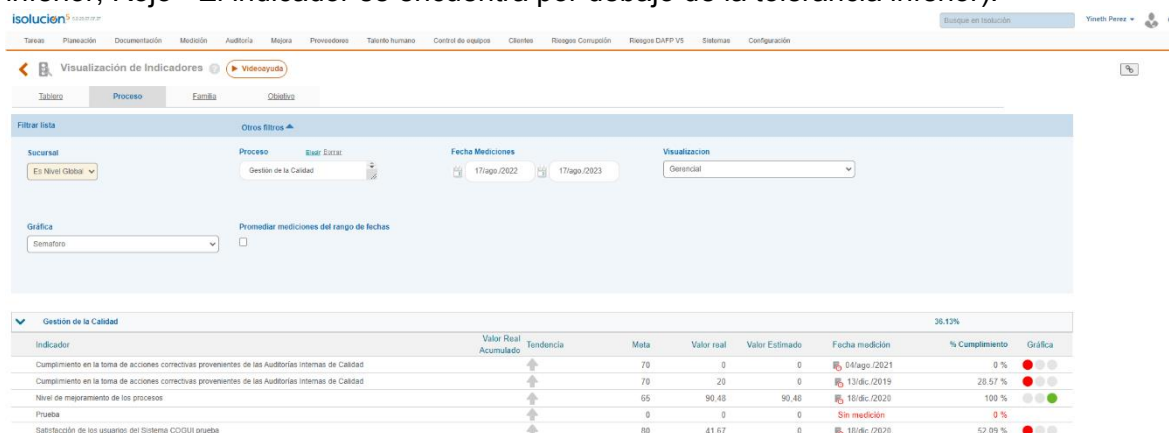 inferior, Rojo - El indicador se encuentra por debajo de la tolerancia inferior).
isolución
Busque en Isolución
Yineth Perez
Tareas Planeación Documentación Medición Auditoría Mejora Proveedores Talento humano Control de equipos Clientes Riesgos Corrupción Riesgos DAFP V5 Sistemas Configuración
Visualización de Indicadores Videoayuda
Tablero Proceso Familia Objetivo
Filtrar lista Otros filtros
Sucursal Proceso Elegir Borrar Fecha Mediciones Visualizacion
Es Nivel Global Gestión de la Calidad 17/ago./2022 17/ago./2023 Gerencial
Gráfica Promediar mediciones del rango de fechas
Semaforo
Gestión de la Calidad 36.13%
Indicador Valor Real Acumulado Tendencia Meta Valor real Valor Estimado Fecha medición % Cumplimiento Gráfica
Cumplimiento en la toma de acciones correctivas provenientes de las Auditorías Internas de Calidad 70 0 0 04/ago./2021 0 %
Cumplimiento en la toma de acciones correctivas provenientes de las Auditorías Internas de Calidad 70 20 0 13/dic./2019 28.57 %
Nivel de mejoramiento de los procesos 65 90,48 90,48 18/dic./2020 100 %
Prueba 0 0 0 Sin medición 0 %
Satisfacción de los usuarios del Sistema COGUI prueba 80 41,67 0 18/dic./2020 52.09 %